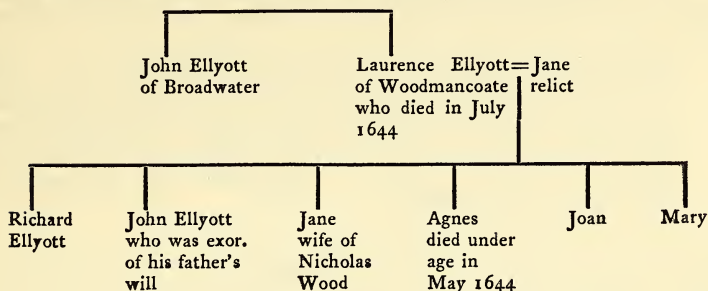 John Ellyott
of Broadwater
Laurence Ellyott=Jane
of Woodmancoate relict
who died in July
1644
Richard
Ellyott
John Ellyott
who was exor.
of his father's
will
Jane
wife of
Nicholas
Wood
Agnes
died under
age in
May 1644
Joan
Mary